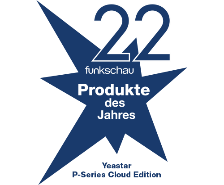 22
funkschau
Produkte
des
Jahres
Yeastar
P-Series Cloud Edition